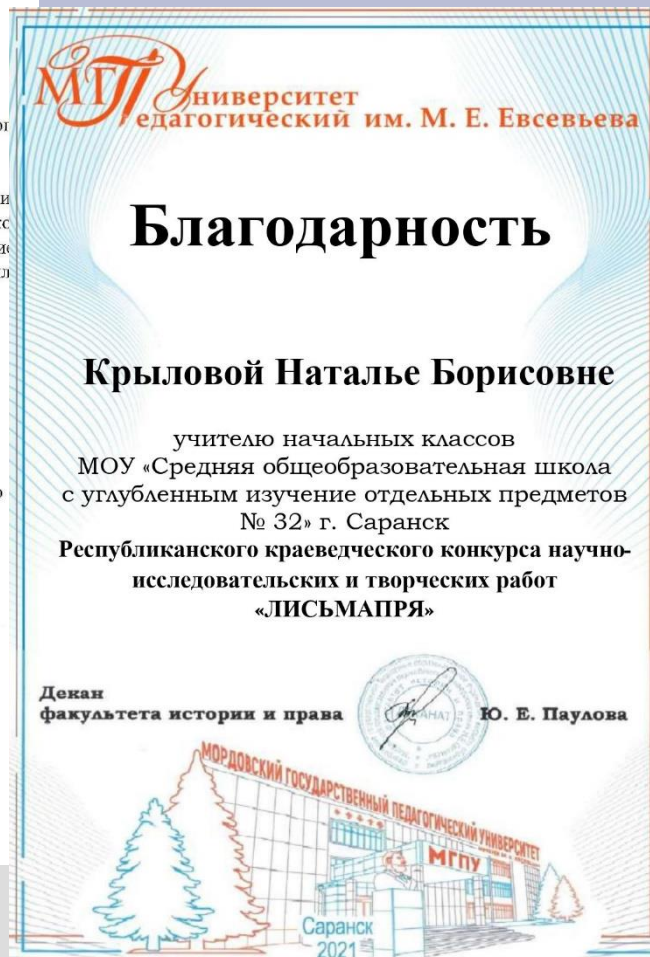 МГП Университет
едагогический им. М. Е. Евсевьева
Благодарность
Крыловой Наталье Борисовне
учителю начальных классов
МОУ «Средняя общеобразовательная школа
с углубленным изучение отдельных предметов
№ 32» г. Саранск
Республиканского краеведческого конкурса научно-
исследовательских и творческих работ
«ЛИСЬМАПРЯ»
Декан
факультета истории и права
Ю. Е. Паулова
МОРДОВСКИЙ ГОСУДАРСТВЕННЫЙ ПЕДАГОГИЧЕСКИЙ УНИВЕРСИТЕТ
МГПУ
Саранск
2021